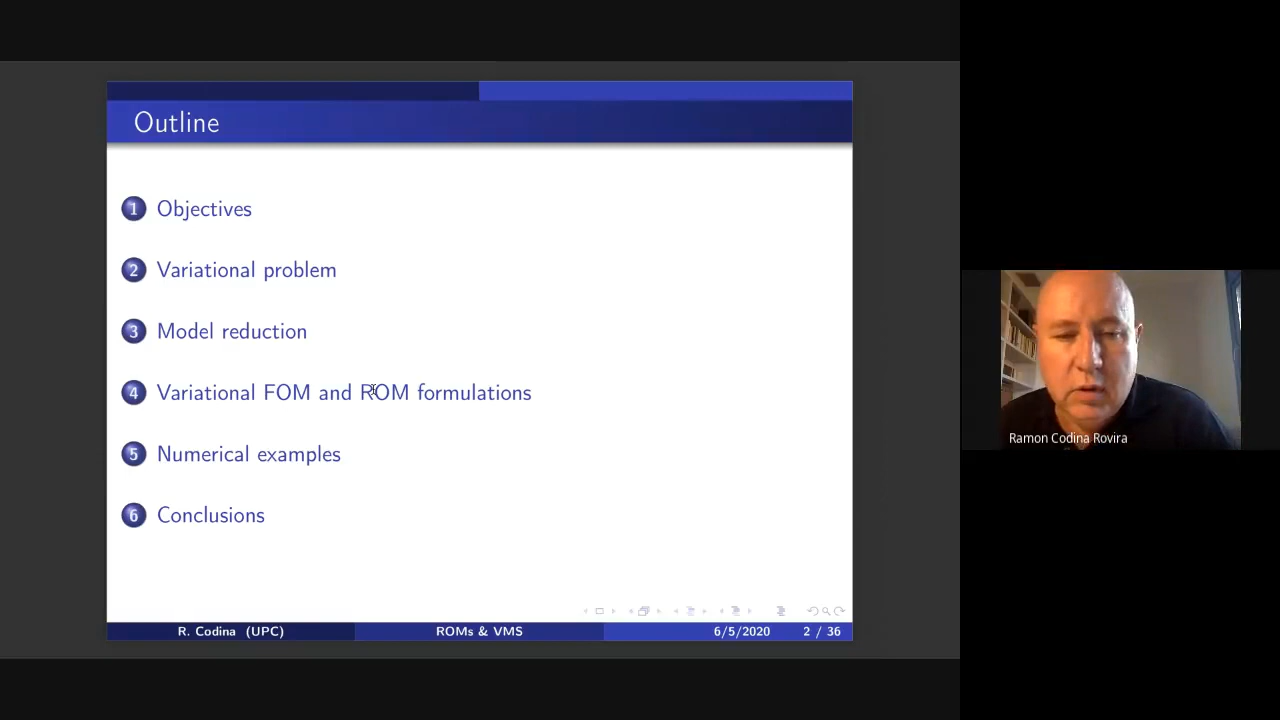 Outline
1 Objectives
2 Variational problem
3 Model reduction
4 Variational FOM and ROM formulations
5 Numerical examples
6 Conclusions
R. Codina (UPC) ROMs & VMS 6/5/2020 2 / 36
Ramon Codina Rovira